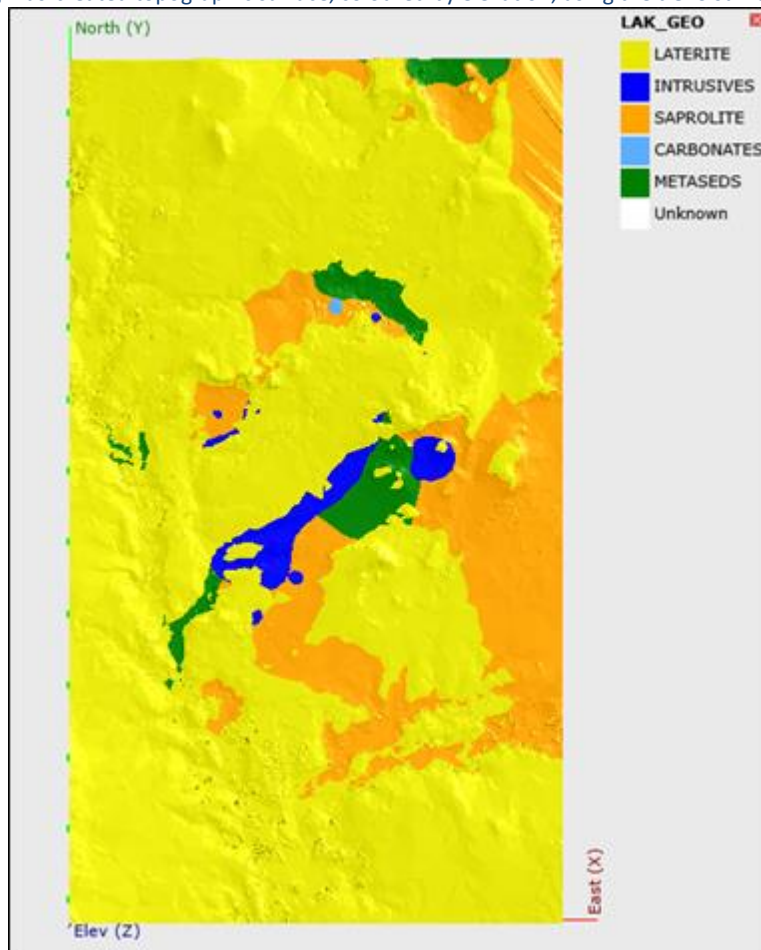 North (Y)
LAK_GEO
LATERITE
INTRUSIVES
SAPROLITE
CARBONATES
METASEDS
Unknown
East (X)
Elev (Z)